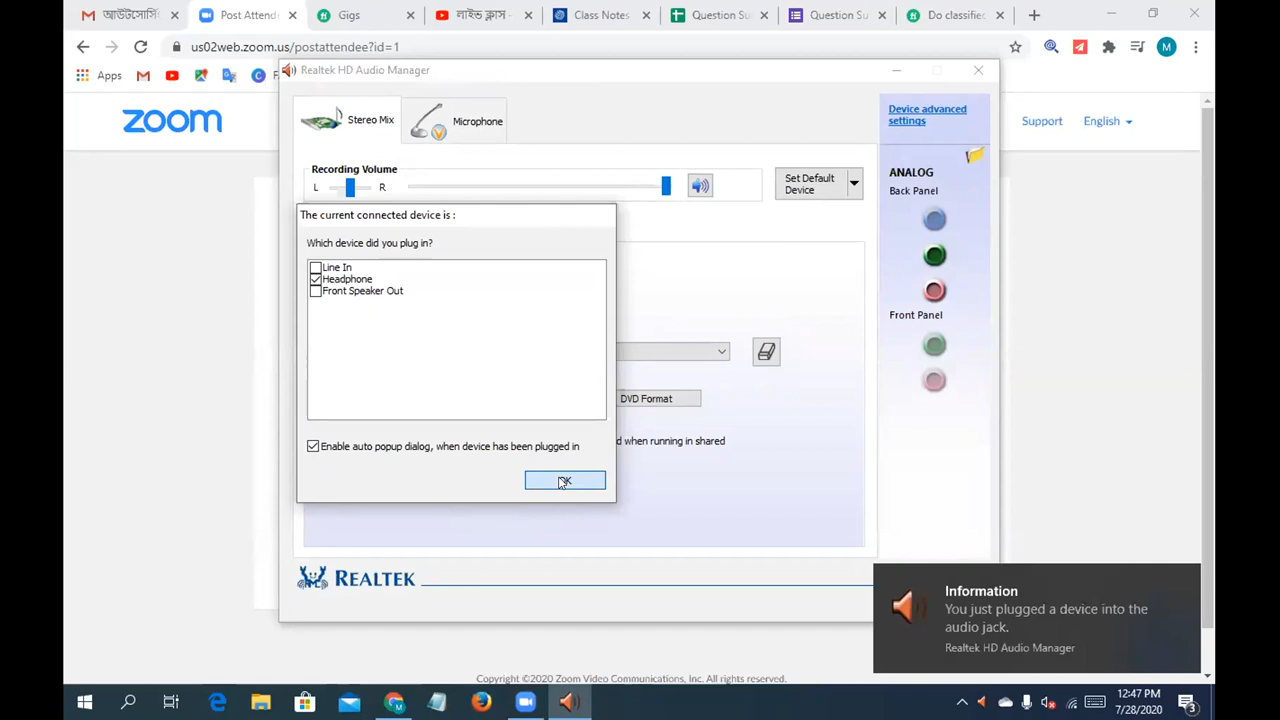 আউটসোর্সি
Post Attend
Gigs
লাইভ ক্লাস -
Class Notes
Question Su
Question Su
Do classified
us02web.zoom.us/postattendee?id=1
M
Apps
zoom
Support
English
Realtek HD Audio Manager
Stereo Mix
Microphone
Device advanced
settings
Recording Volume
L
R
Set Default
Device
ANALOG
Back Panel
Front Panel
The current connected device is :
Which device did you plug in?
Line In
Headphone
Front Speaker Out
DVD Format
d when running in shared
Enable auto popup dialog, when device has been plugged in
OK
REALTEK
Information
You just plugged a device into the
audio jack.
Realtek HD Audio Manager
Copyright ©2020 Zoom Video Communications, Inc. All rights reserved.
12:47 PM
7/28/2020
3